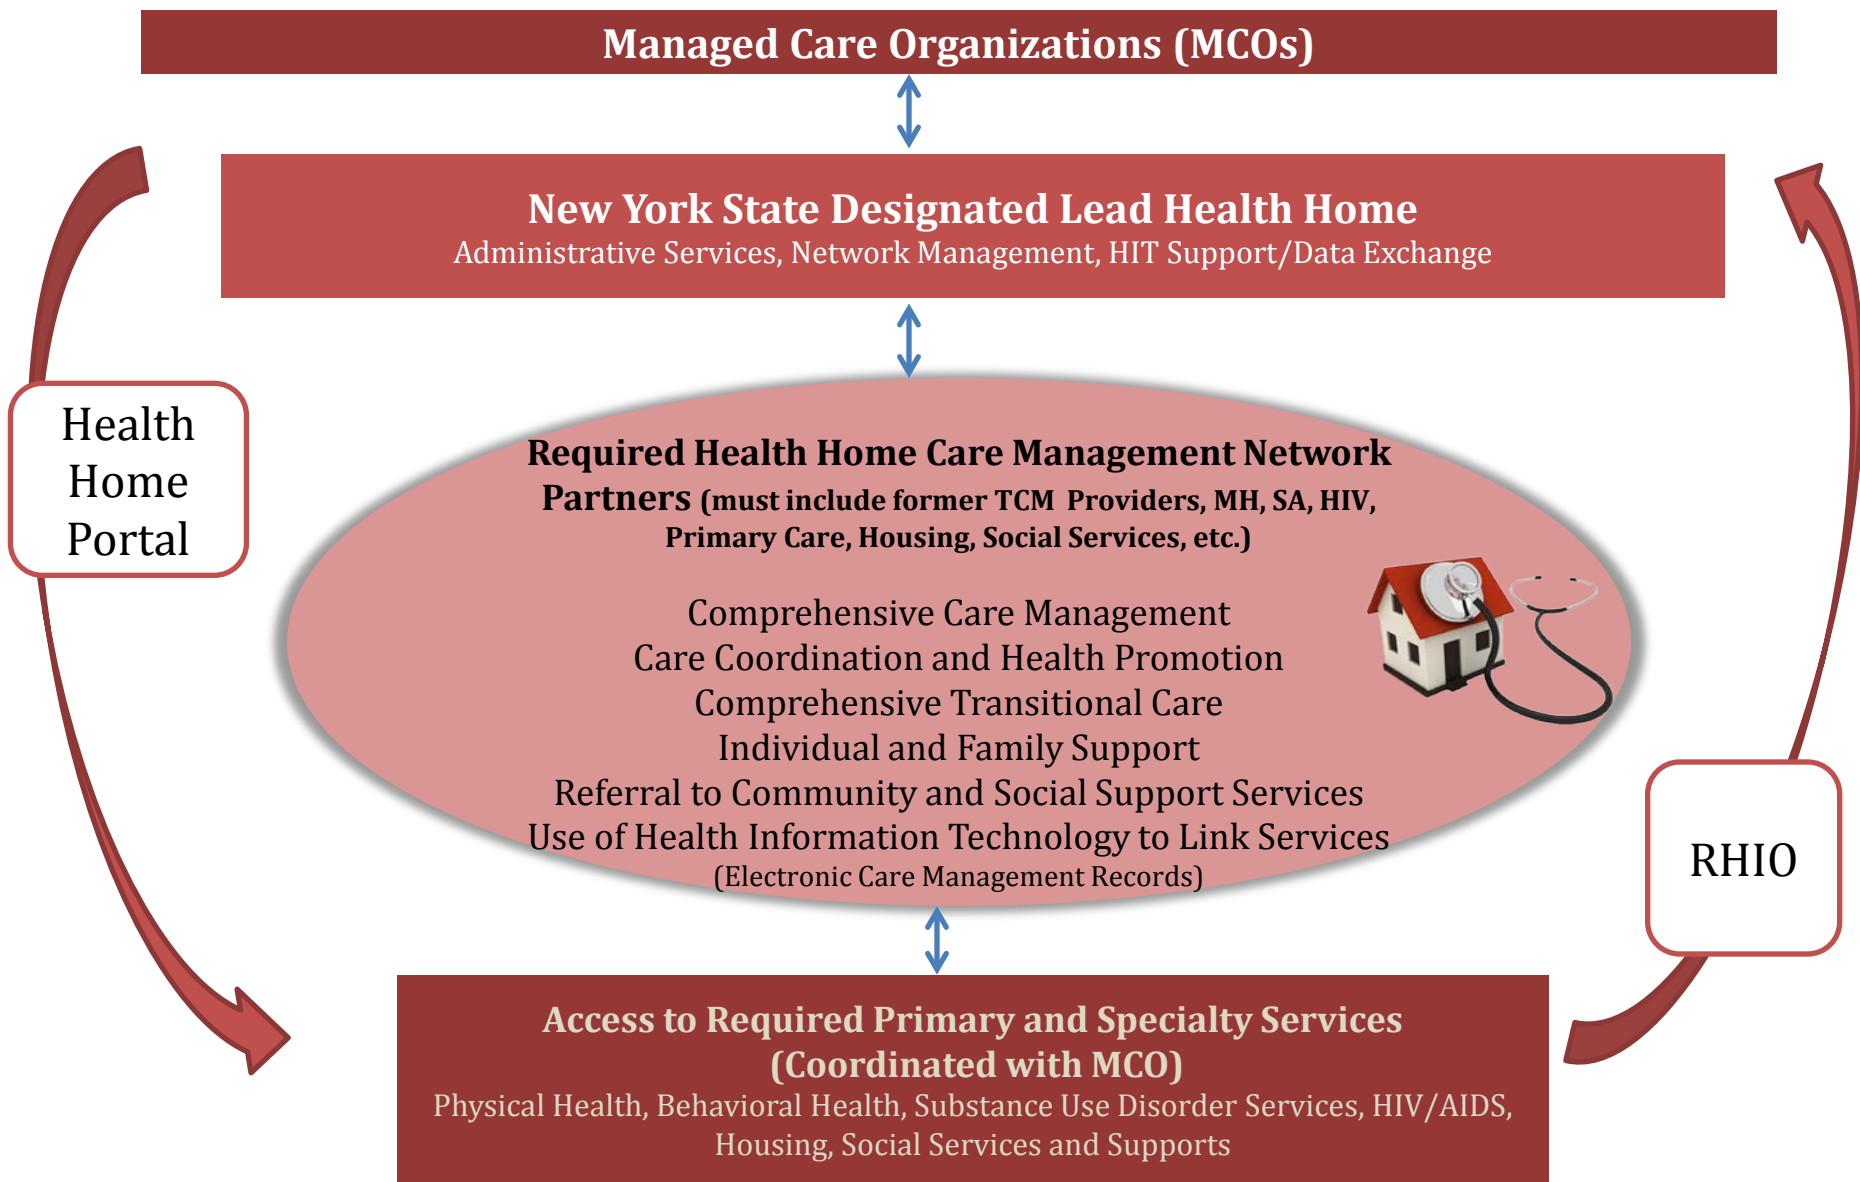 Managed Care Organizations (MCOs)
New York State Designated Lead Health Home
Administrative Services, Network Management, HIT Support/Data Exchange
Health
Home
Portal
Required Health Home Care Management Network
Partners (must include former TCM Providers, MH, SA, HIV,
Primary Care, Housing, Social Services, etc.)
Comprehensive Care Management
Care Coordination and Health Promotion
Comprehensive Transitional Care
Individual and Family Support
Referral to Community and Social Support Services
Use of Health Information Technology to Link Services
(Electronic Care Management Records)
RHIO
Access to Required Primary and Specialty Services
(Coordinated with MCO)
Physical Health, Behavioral Health, Substance Use Disorder Services, HIV/AIDS,
Housing, Social Services and Supports